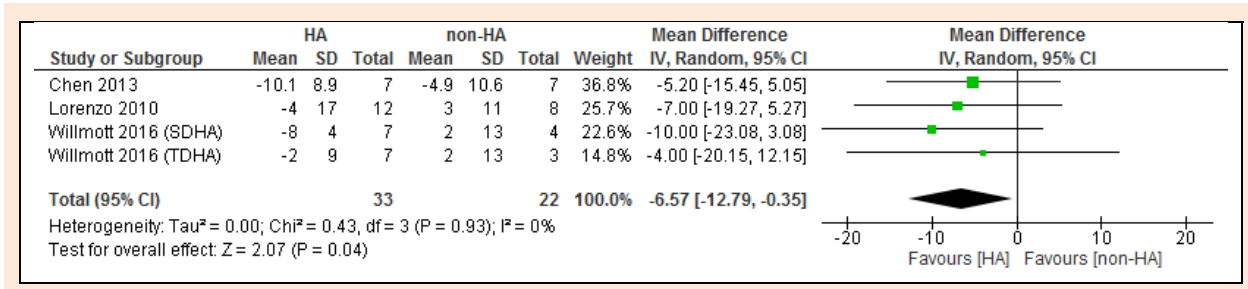 HA non-HA Mean Difference Mean Difference
Study or Subgroup Mean SD Total Mean SD Total Weight IV, Random, 95% CI IV, Random, 95% CI
Chen 2013 -10.1 8.9 7 -4.9 10.6 7 36.8% -5.20 [-15.45, 5.05]
Lorenzo 2010 -4 17 12 3 11 8 25.7% -7.00 [-19.27, 5.27]
Willmott 2016 (SDHA) -8 4 7 2 13 4 22.6% -10.00 [-23.08, 3.08]
Willmott 2016 (TDHA) -2 9 7 2 13 3 14.8% -4.00 [-20.15, 12.15]
Total (95% CI) 33 22 100.0% -6.57 [-12.79, -0.35]
Heterogeneity: Tau² = 0.00; Chi² = 0.43, df = 3 (P = 0.93); I² = 0%
Test for overall effect: Z = 2.07 (P = 0.04)
-20 -10 0 10 20
Favours [HA] Favours [non-HA]